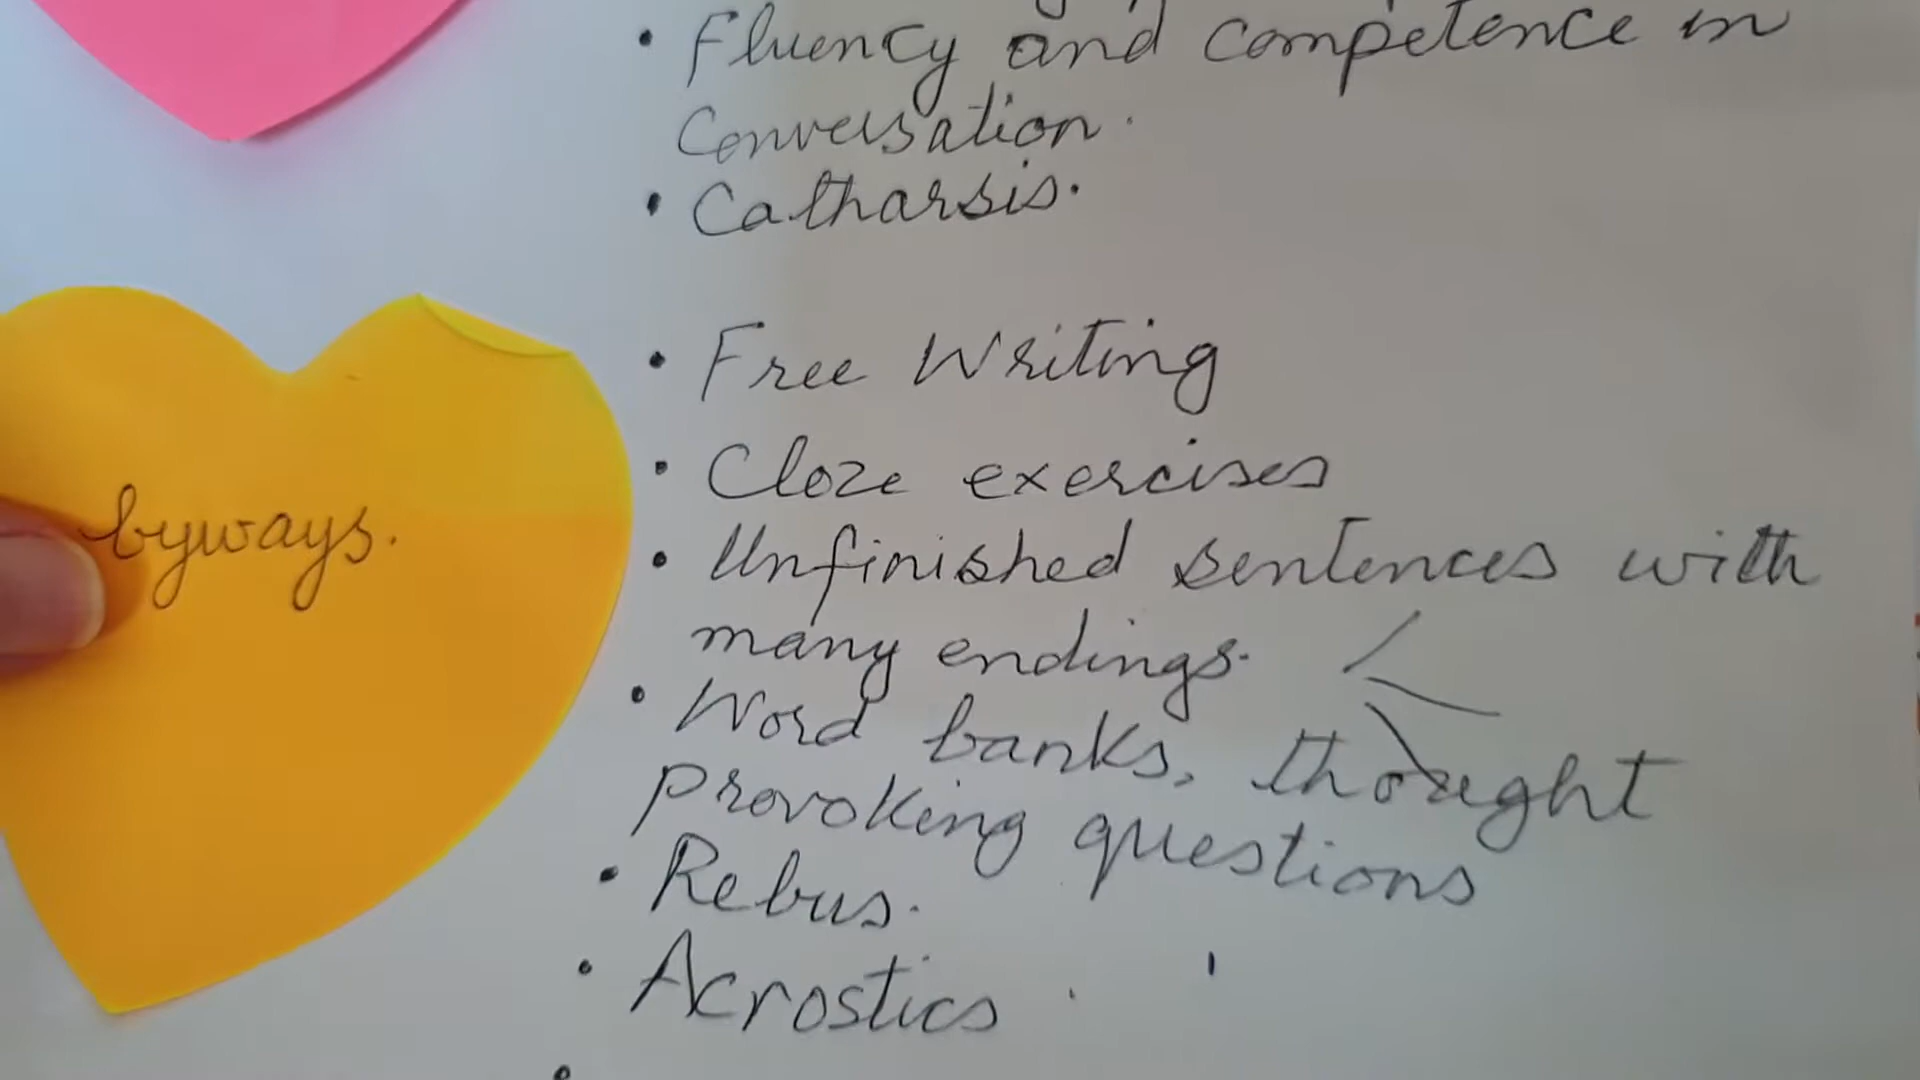 • Fluency and competence in
Conversation.
• Catharsis.
• Free Writing
• Cloze exercises
byways.
• Unfinished sentences with
many endings.
• Word banks, thought
provoking questions
• Rebus.
• Acrostics